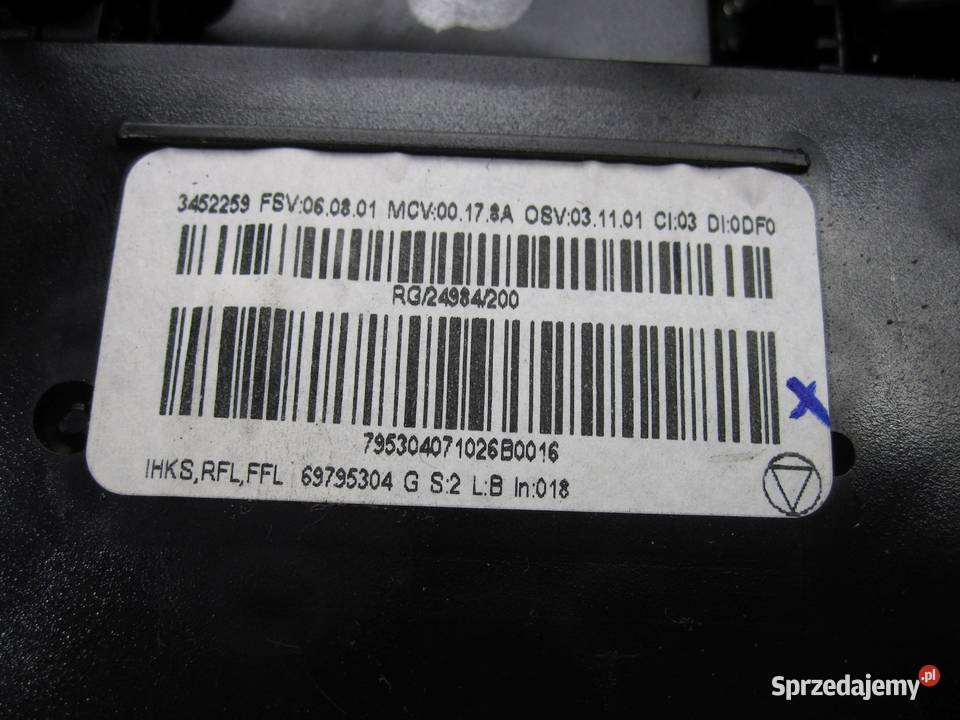 3452259 FSV:06.08.01 MCV:00.17.8A OSV:03.11.01 CI:03 DI:0DF0
RG/24984/200
795304071026B0016
IHKS,RFL,FFL 69795304 G S:2 L:B In:018
X
Sprzedajemy.pl